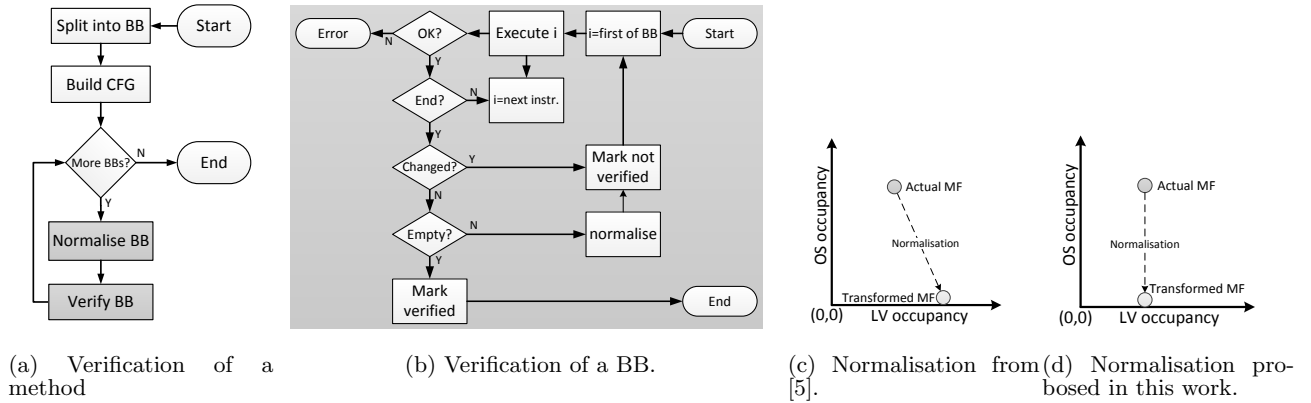 Split into BB
Start
Build CFG
More BBs?
N
End
Y
Normalise BB
Verify BB
(a) Verification of a
method
Error
N
OK?
Execute i
i=first of BB
Start
Y
End?
N
i=next instr.
Y
Changed?
Y
Mark not
verified
N
Empty?
N
normalise
Y
Mark
verified
End
(b) Verification of a BB.
OS occupancy
Actual MF
Normalisation
Transformed MF
(0,0)
LV occupancy
(c) Normalisation from
[5].
OS occupancy
Actual MF
Normalisation
Transformed MF
(0,0)
LV occupancy
(d) Normalisation pro-
bosed in this work.